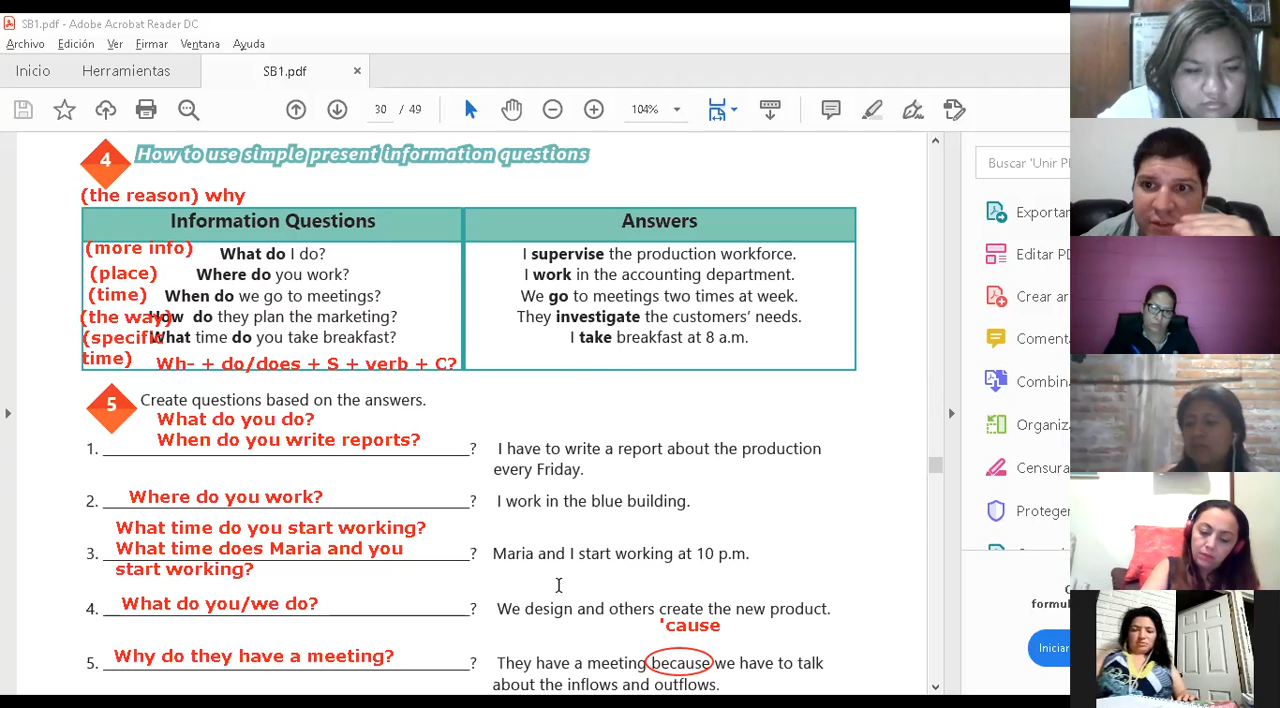 SB1.pdf - Adobe Acrobat Reader DC
Archivo Edición Ver Firmar Ventana Ayuda
Inicio Herramientas SB1.pdf ×
30 / 49 104%
4 How to use simple present information questions
(the reason) why
Information Questions Answers
(more info) What do I do? I supervise the production workforce.
(place) Where do you work? I work in the accounting department.
(time) When do we go to meetings? We go to meetings two times at week.
(the way) How do they plan the marketing? They investigate the customers' needs.
(specific What time do you take breakfast? I take breakfast at 8 a.m.
time) Wh- + do/does + S + verb + C?
5 Create questions based on the answers.
What do you do?
When do you write reports?
1. ? I have to write a report about the production
every Friday.
2. Where do you work? ? I work in the blue building.
What time do you start working?
3. What time does Maria and you ? Maria and I start working at 10 p.m.
start working?
4. What do you/we do? ? We design and others create the new product.
'cause
5. Why do they have a meeting? ? They have a meeting because we have to talk
about the inflows and outflows.
Buscar 'Unir PD
Exportar
Editar PD
Crear ar
Comenta
Combin
Organiz
Censura
Proteger
formul
Iniciar